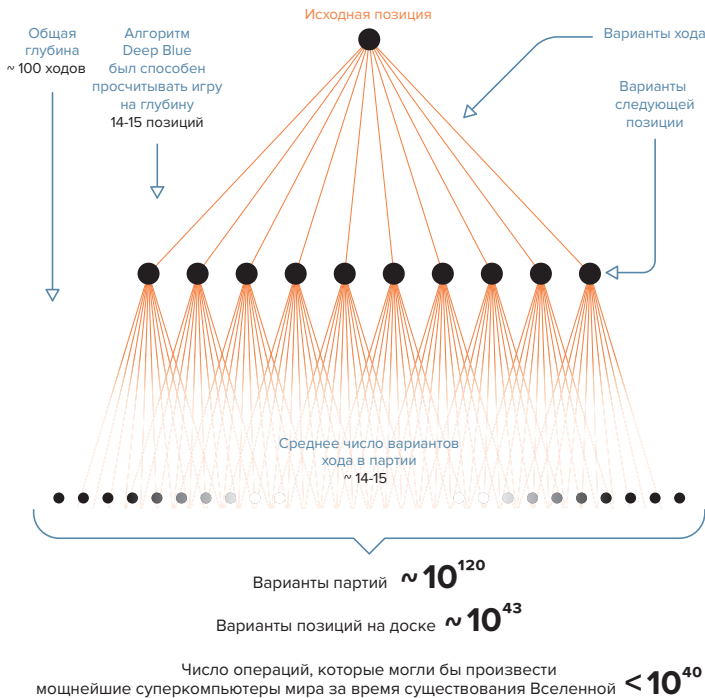 Исходная позиция
Общая
глубина
~ 100 ходов
Алгоритм
Deep Blue
был способен
просчитывать игру
на глубину
14-15 позиций
Варианты хода
Варианты
следующей
позиции
Среднее число вариантов
хода в партии
~ 14-15
Варианты партий ~ 10¹²⁰
Варианты позиций на доске ~ 10⁴³
Число операций, которые могли бы произвести
мощнейшие суперкомпьютеры мира за время существования Вселенной < 10⁴⁰